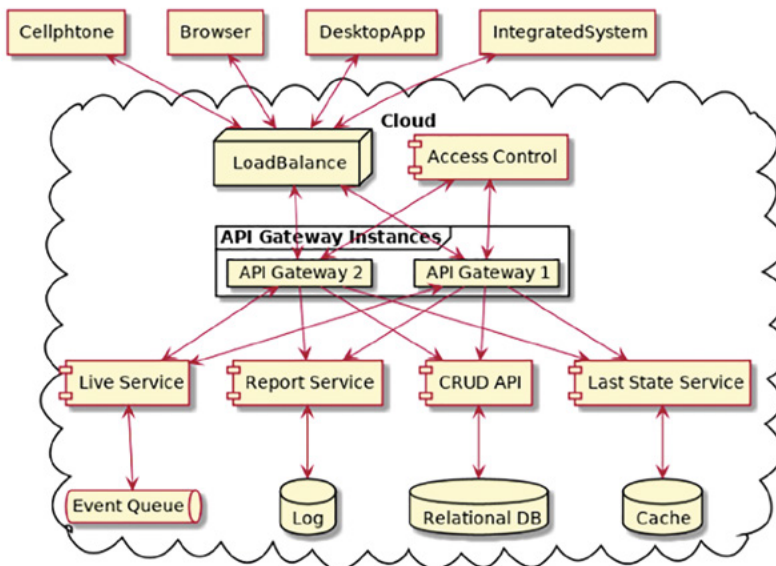 Cellphtone
Browser
DesktopApp
IntegratedSystem
Cloud
LoadBalance
Access Control
API Gateway Instances
API Gateway 2
API Gateway 1
Live Service
Report Service
CRUD API
Last State Service
Event Queue
Log
Relational DB
Cache